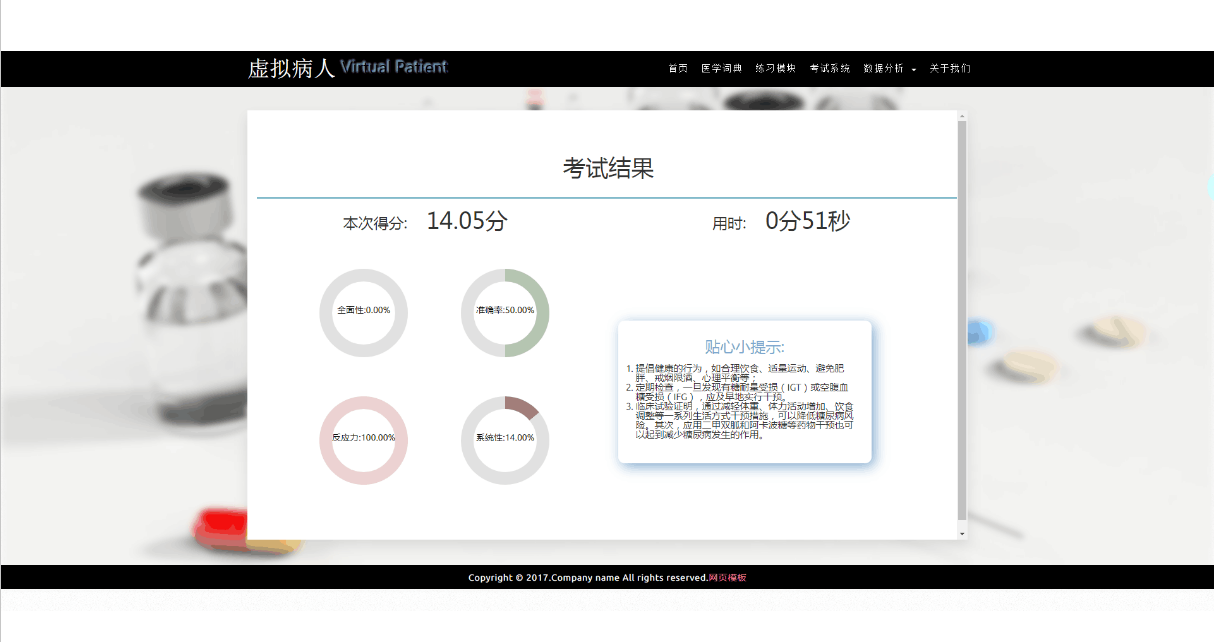 虚拟病人 Virtual Patient
首页 医学词典 练习模块 考试系统 数据分析 关于我们
考试结果
本次得分: 14.05分
用时: 0分51秒
全面性:0.00%
准确率:50.00%
反应力:100.00%
系统性:14.00%
贴心小提示:
1. 提倡健康的行为，如合理饮食、适量运动、避免肥
胖、戒烟限酒、心理平衡等；
2. 定期检查，一旦发现有糖耐量受损（IGT）或空腹血
糖受损（IFG），应及早地实行干预。
3. 临床试验证明，通过减轻体重、体力活动增加、饮食
调整等一系列生活方式干预措施，可以降低糖尿病风
险。其次，应用二甲双胍和阿卡波糖等药物干预也可
以起到减少糖尿病发生的作用。
Copyright © 2017.Company name All rights reserved.网页模板